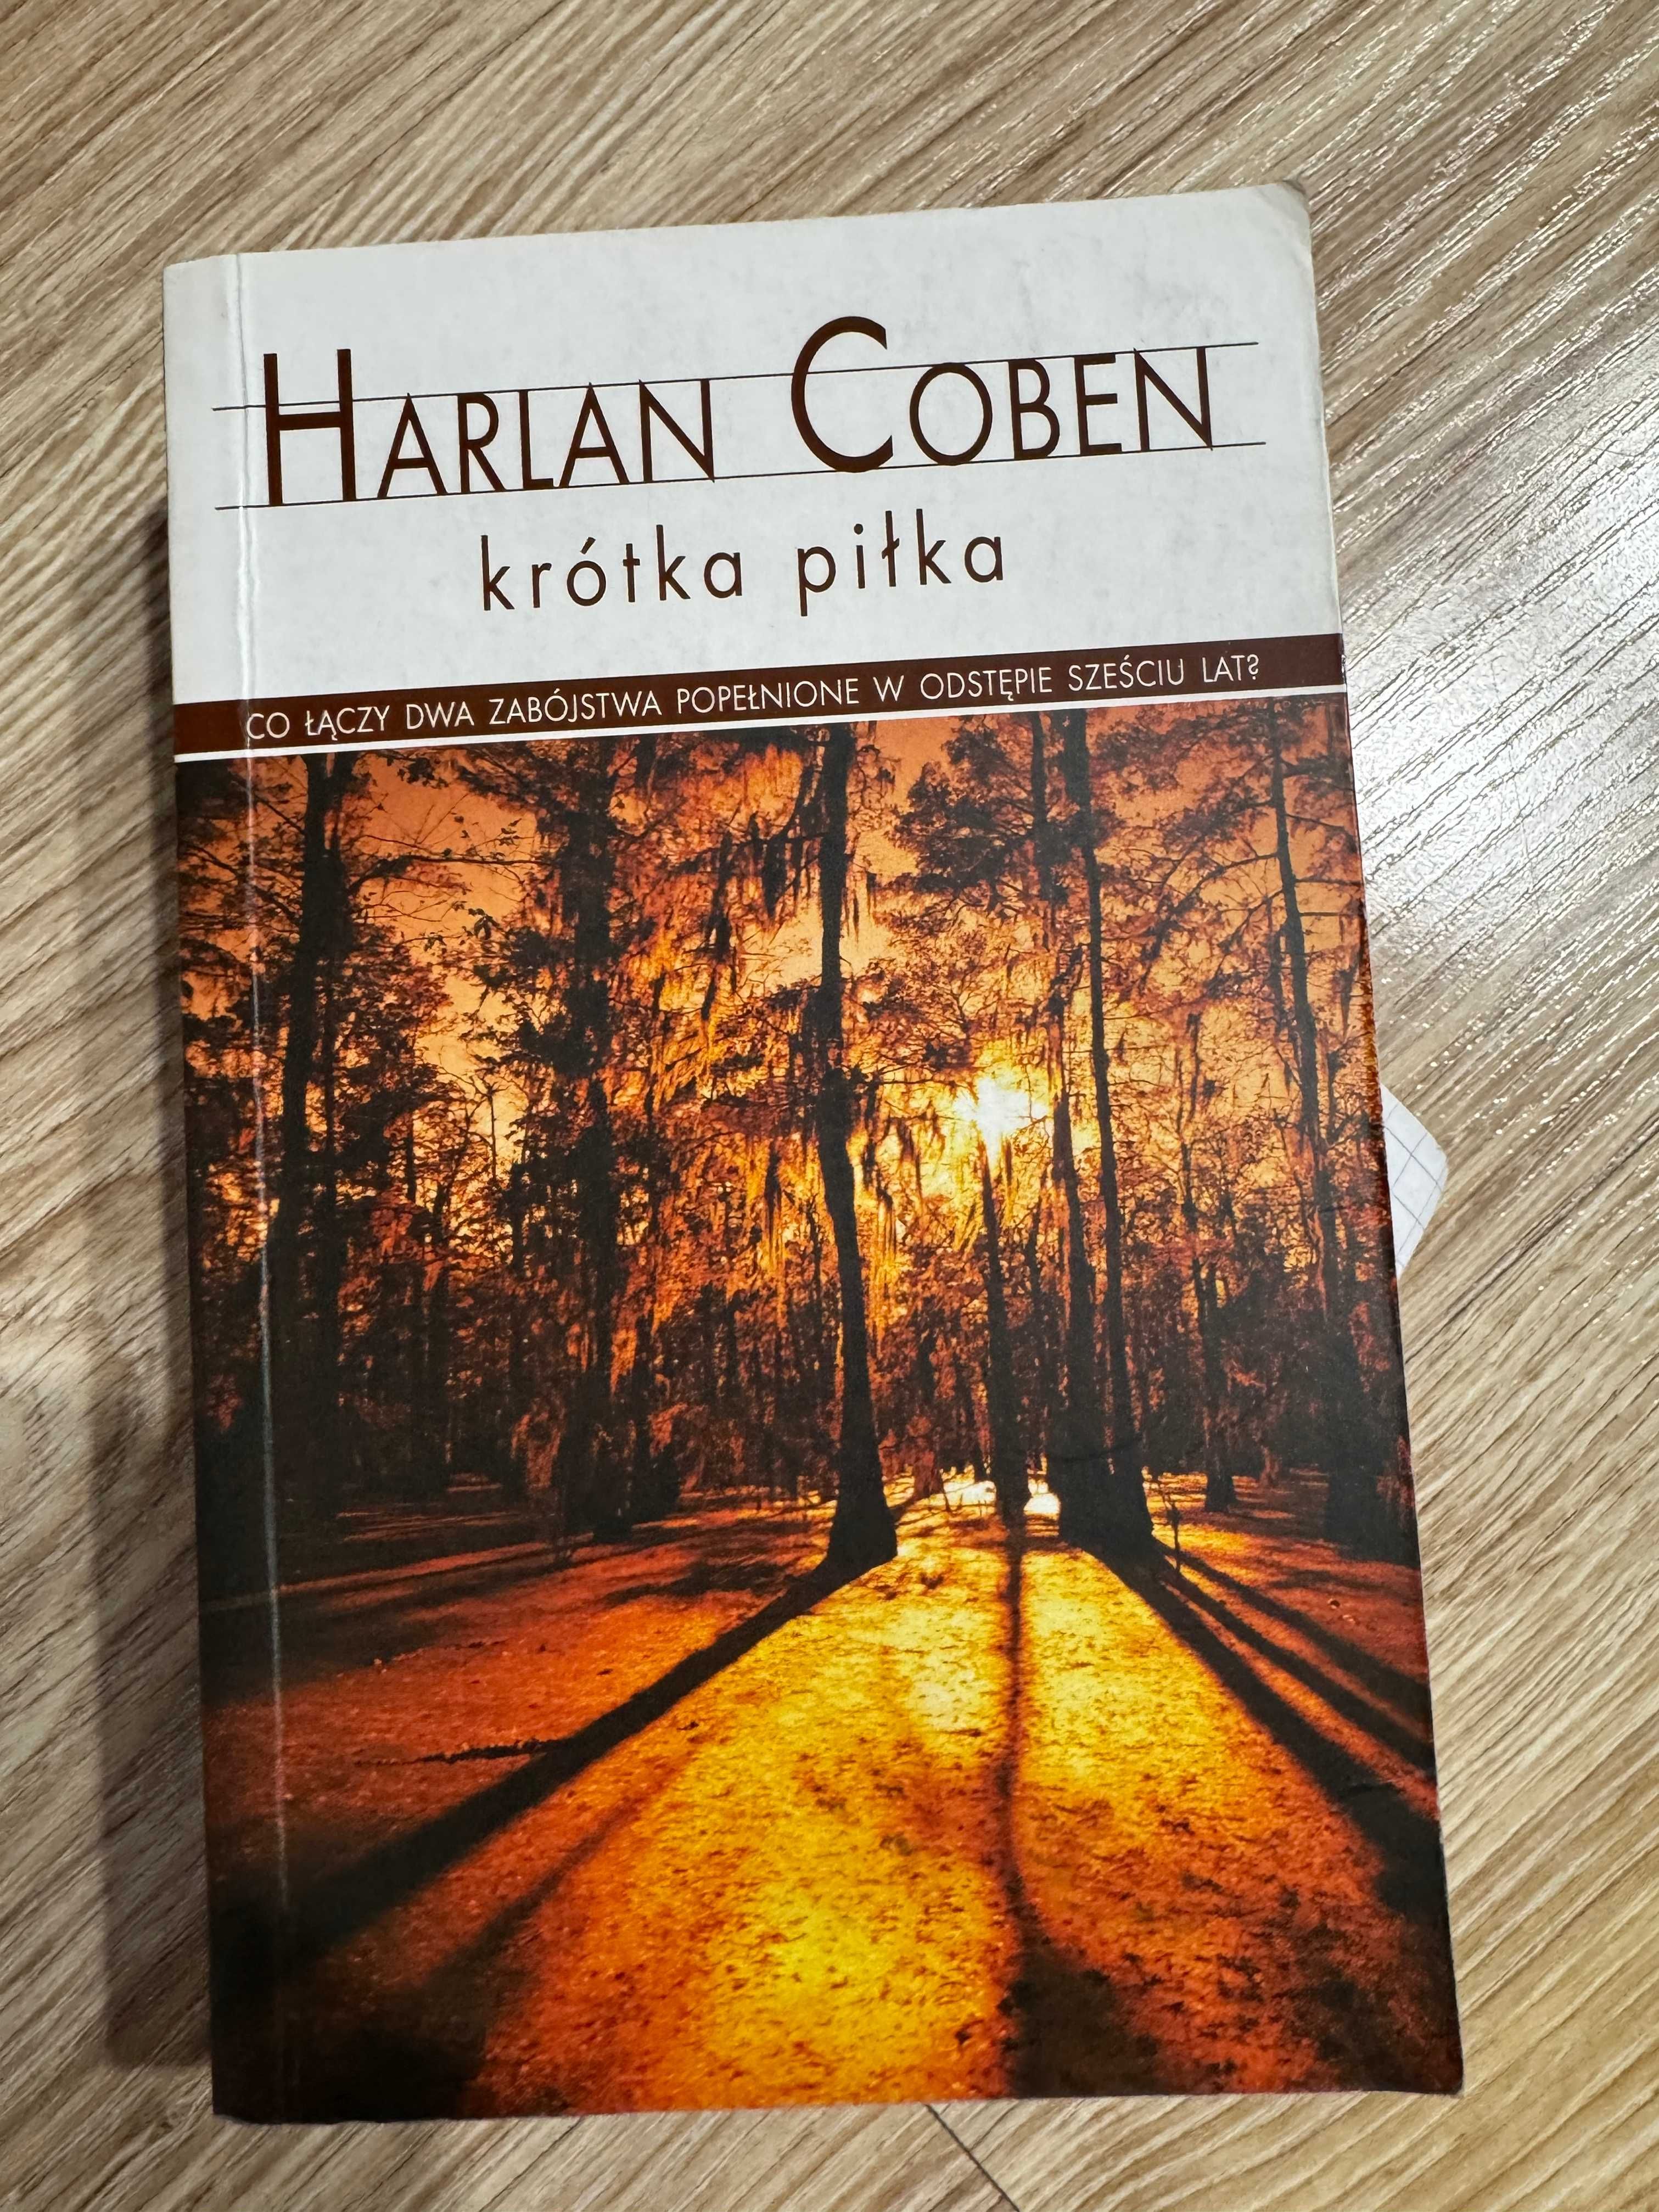 HARLAN COBEN
krótka piłka
CO ŁĄCZY DWA ZABÓJSTWA POPEŁNIONE W ODSTĘPIE SZEŚCIU LAT?